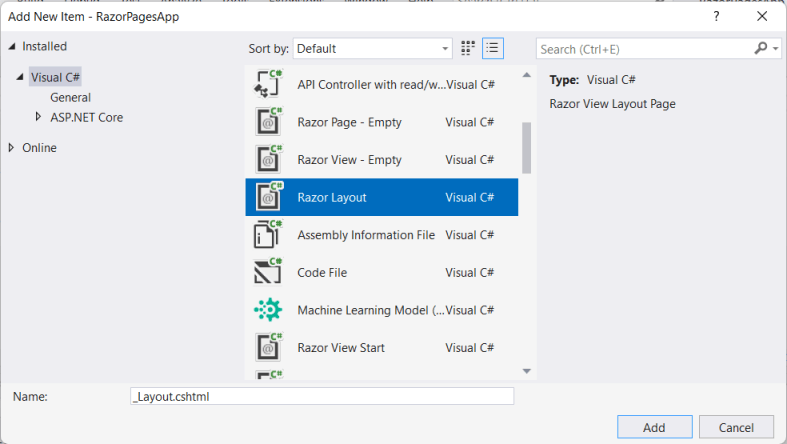 Add New Item - RazorPagesApp
?
Installed
Visual C#
General
ASP.NET Core
Online
Sort by: Default
Search (Ctrl+E)
API Controller with read/w... Visual C#
Razor Page - Empty Visual C#
Razor View - Empty Visual C#
Razor Layout Visual C#
Assembly Information File Visual C#
Code File Visual C#
Machine Learning Model (... Visual C#
Razor View Start Visual C#
Type: Visual C#
Razor View Layout Page
Name: _Layout.cshtml
Add Cancel